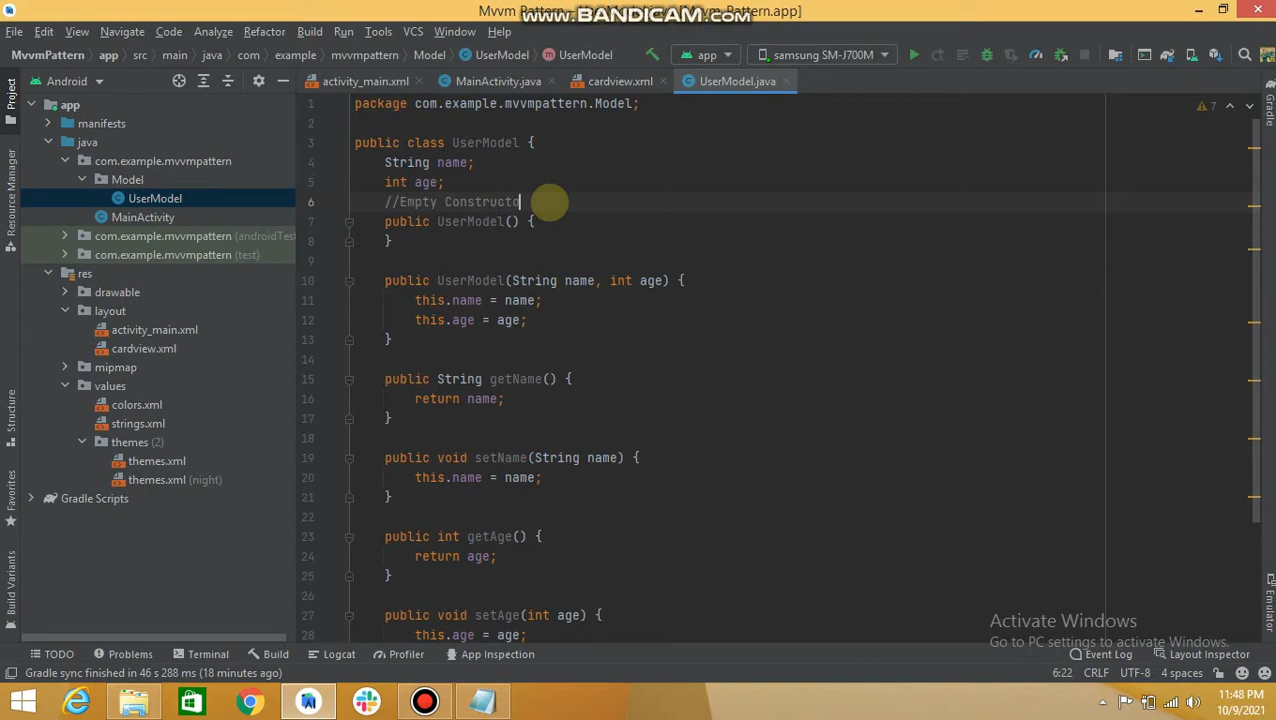 Mvvm Pattern
www.BANDICAM.com
Pattern.app]
File Edit View Navigate Code Analyze Refactor Build Run Tools VCS Window Help
MvvmPattern app src main java com example mvvmpattern Model UserModel UserModel app samsung SM-J700M
Android activity_main.xml MainActivity.java cardview.xml UserModel.java
Project
Resource Manager
Structure
Favorites
Build Variants
Gradle
Emulator
app
manifests
java
com.example.mvvmpattern
Model
UserModel
MainActivity
com.example.mvvmpattern (androidTest
com.example.mvvmpattern (test)
res
drawable
layout
activity_main.xml
cardview.xml
mipmap
values
colors.xml
strings.xml
themes (2)
themes.xml
themes.xml (night)
Gradle Scripts
7
1 package com.example.mvvmpattern.Model;
2
3 public class UserModel {
4 String name;
5 int age;
6 //Empty Constructo
7 public UserModel() {
8 }
9
10 public UserModel(String name, int age) {
11 this.name = name;
12 this.age = age;
13 }
14
15 public String getName() {
16 return name;
17 }
18
19 public void setName(String name) {
20 this.name = name;
21 }
22
23 public int getAge() {
24 return age;
25 }
26
27 public void setAge(int age) {
28 this.age = age;
Activate Windows
Go to PC settings to activate Windows.
TODO Problems Terminal Build Logcat Profiler App Inspection Event Log Layout Inspector
Gradle sync finished in 46 s 288 ms (18 minutes ago) 6:22 CRLF UTF-8 4 spaces
11:48 PM
10/9/2021